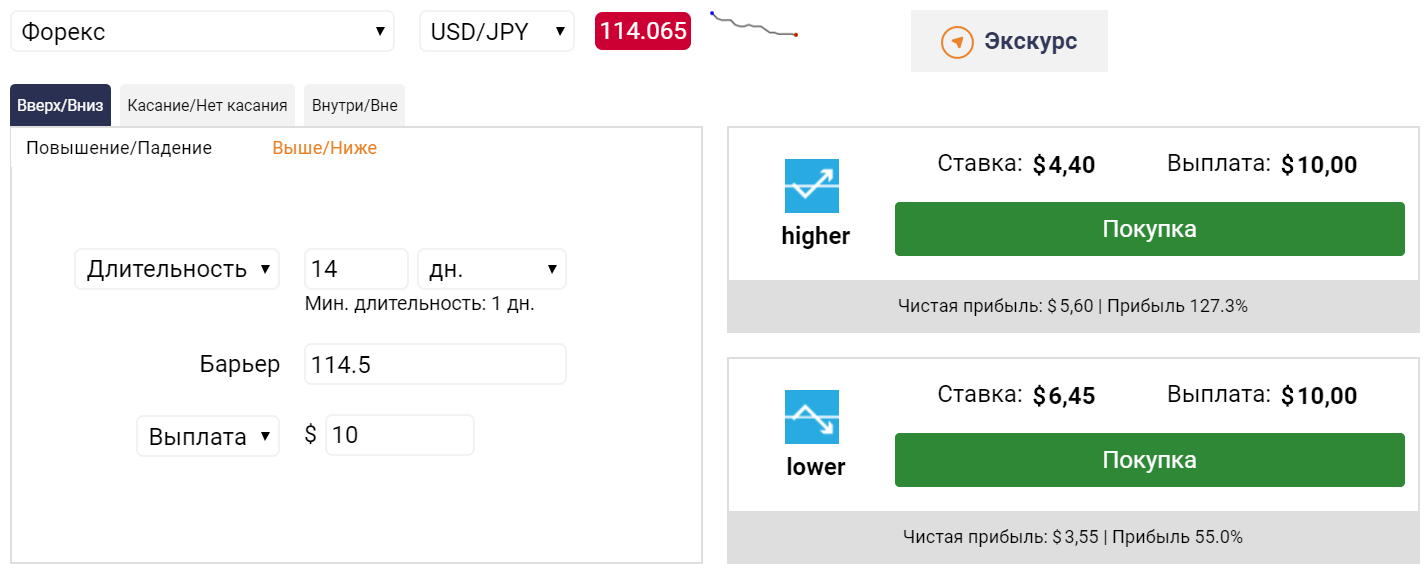 Форекс
USD/JPY
114.065
Экскурс
Вверх/Вниз
Касание/Нет касания
Внутри/Вне
Повышение/Падение
Выше/Ниже
Длительность
14
дн.
Мин. длительность: 1 дн.
Барьер
114.5
Выплата
$
10
higher
Ставка: $4,40
Выплата: $10,00
Покупка
Чистая прибыль: $5,60 | Прибыль 127.3%
lower
Ставка: $6,45
Выплата: $10,00
Покупка
Чистая прибыль: $3,55 | Прибыль 55.0%